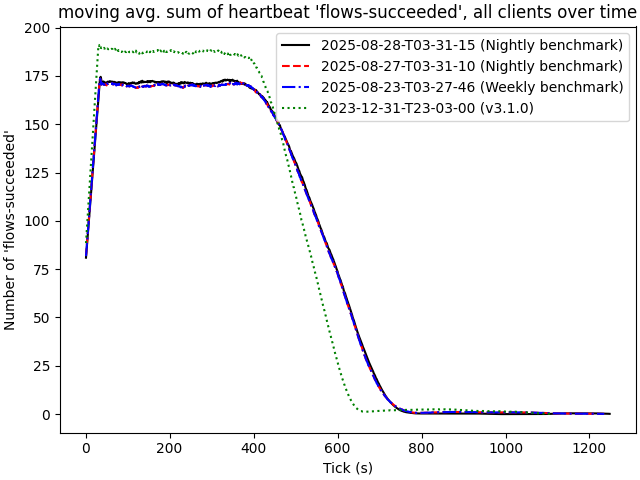 moving avg. sum of heartbeat 'flows-succeeded', all clients over time
Number of 'flows-succeeded'
200
175
150
125
100
75
50
25
0
2025-08-28-T03-31-15 (Nightly benchmark)
2025-08-27-T03-31-10 (Nightly benchmark)
2025-08-23-T03-27-46 (Weekly benchmark)
2023-12-31-T23-03-00 (v3.1.0)
0 200 400 600 800 1000 1200
Tick (s)